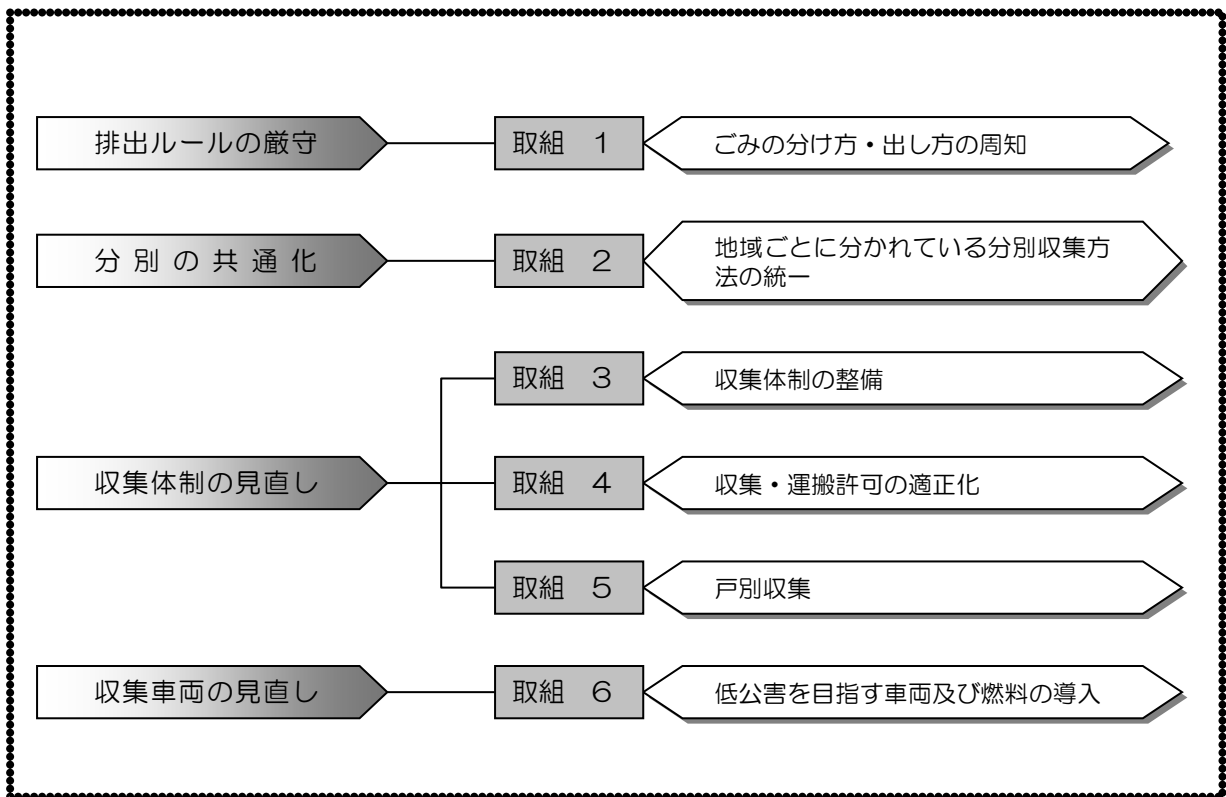 排出ルールの厳守
取組 1
ごみの分け方・出し方の周知
分別の共通化
取組 2
地域ごとに分かれている分別収集方
法の統一
取組 3
収集体制の整備
収集体制の見直し
取組 4
収集・運搬許可の適正化
取組 5
戸別収集
収集車両の見直し
取組 6
低公害を目指す車両及び燃料の導入